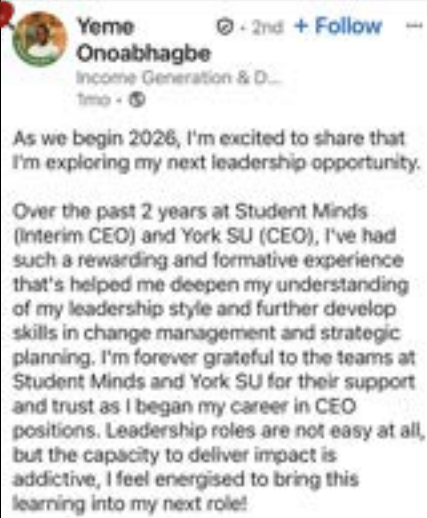 Yeme
Onoabhagbe
2nd + Follow ...
Income Generation & D...
1mo
As we begin 2026, I'm excited to share that
I'm exploring my next leadership opportunity.
Over the past 2 years at Student Minds
(Interim CEO) and York SU (CEO), I've had
such a rewarding and formative experience
that's helped me deepen my understanding
of my leadership style and further develop
skills in change management and strategic
planning. I'm forever grateful to the teams at
Student Minds and York SU for their support
and trust as I began my career in CEO
positions. Leadership roles are not easy at all,
but the capacity to deliver impact is
addictive, I feel energised to bring this
learning into my next role!